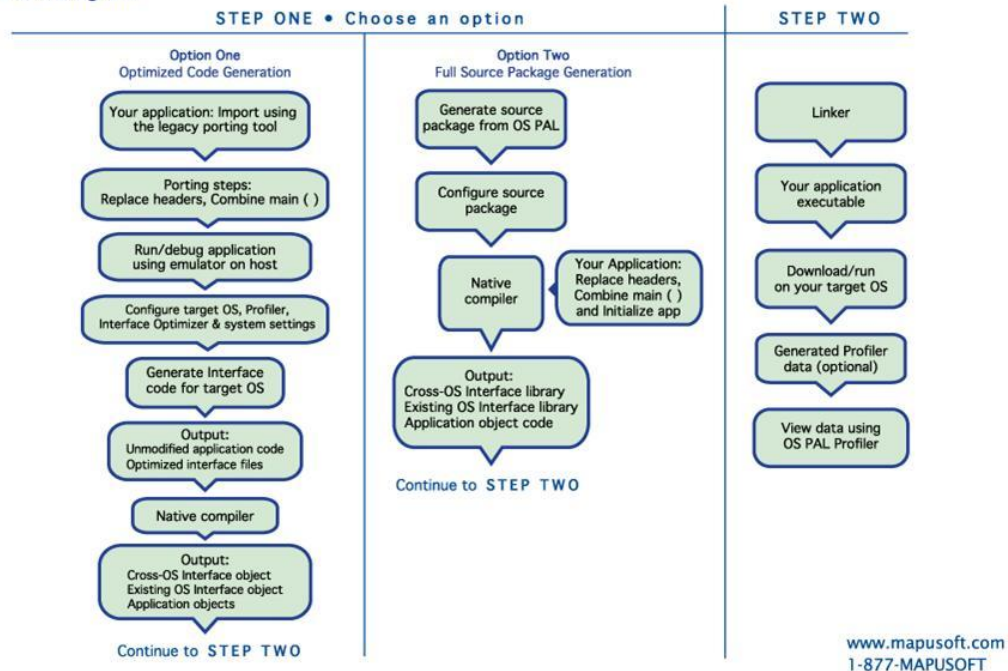 STEP ONE • Choose an option
Option One
Optimized Code Generation
Your application: Import using
the legacy porting tool
Porting steps:
Replace headers, Combine main ( )
Run/debug application
using emulator on host
Configure target OS, Profiler,
Interface Optimizer & system settings
Generate Interface
code for target OS
Output:
Unmodified application code
Optimized interface files
Native compiler
Output:
Cross-OS Interface object
Existing OS Interface object
Application objects
Continue to STEP TWO
Option Two
Full Source Package Generation
Generate source
package from OS PAL
Configure source
package
Native
compiler
Your Application:
Replace headers,
Combine main ( )
and Initialize app
Output:
Cross-OS Interface library
Existing OS Interface library
Application object code
Continue to STEP TWO
STEP TWO
Linker
Your application
executable
Download/run
on your target OS
Generated Profiler
data (optional)
View data using
OS PAL Profiler
www.mapusoft.com
1-877-MAPUSOFT